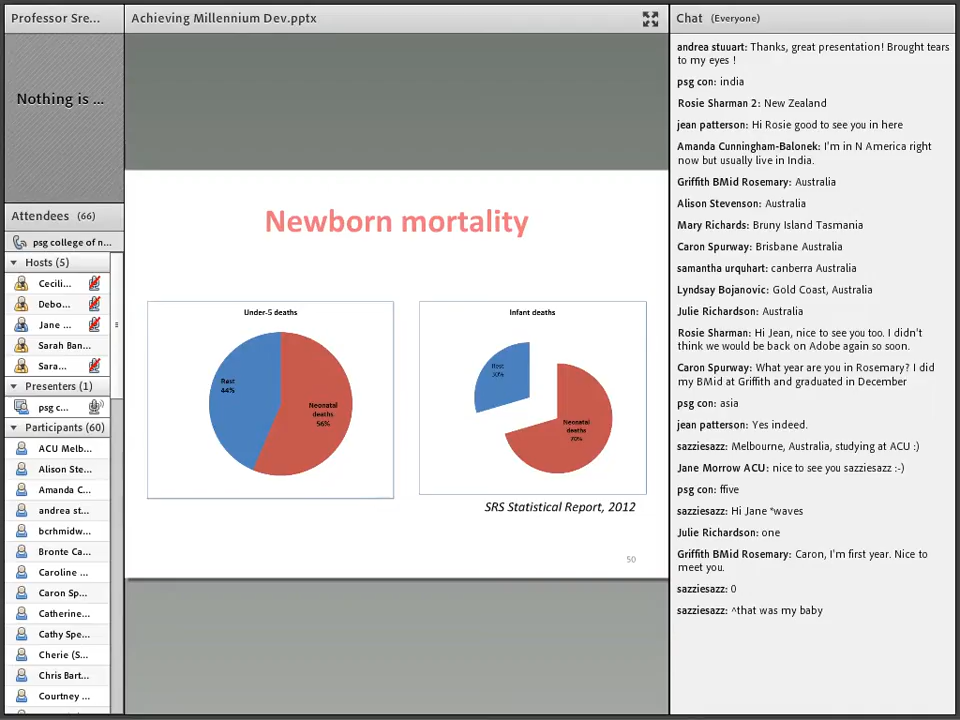 Professor Sre...
Nothing is ...
Attendees (66)
psg college of n...
Hosts (5)
Cecili...
Debo...
Jane ...
Sarah Ban...
Sara...
Presenters (1)
psg c...
Participants (60)
ACU Melb...
Alison Ste...
Amanda C...
andrea st...
bcrhmidw...
Bronte Ca...
Caroline ...
Caron Sp...
Catherine...
Cathy Spe...
Cherie (S...
Chris Bart...
Courtney ...
Achieving Millennium Dev.pptx
Newborn mortality
Under-5 deaths
Rest
44%
Neonatal
deaths
56%
Infant deaths
Rest
30%
Neonatal
deaths
70%
SRS Statistical Report, 2012
50
Chat (Everyone)
andrea stuuart: Thanks, great presentation! Brought tears
to my eyes !
psg con: india
Rosie Sharman 2: New Zealand
jean patterson: Hi Rosie good to see you in here
Amanda Cunningham-Balonek: I'm in N America right
now but usually live in India.
Griffith BMid Rosemary: Australia
Alison Stevenson: Australia
Mary Richards: Bruny Island Tasmania
Caron Spurway: Brisbane Australia
samantha urquhart: canberra Australia
Lyndsay Bojanovic: Gold Coast, Australia
Julie Richardson: Australia
Rosie Sharman: Hi Jean, nice to see you too. I didn't
think we would be back on Adobe again so soon.
Caron Spurway: What year are you in Rosemary? I did
my BMid at Griffith and graduated in December
psg con: asia
jean patterson: Yes indeed.
sazziesazz: Melbourne, Australia, studying at ACU :)
Jane Morrow ACU: nice to see you sazziesazz :-)
psg con: ffive
sazziesazz: Hi Jane *waves
Julie Richardson: one
Griffith BMid Rosemary: Caron, I'm first year. Nice to
meet you.
sazziesazz: 0
sazziesazz: ^that was my baby